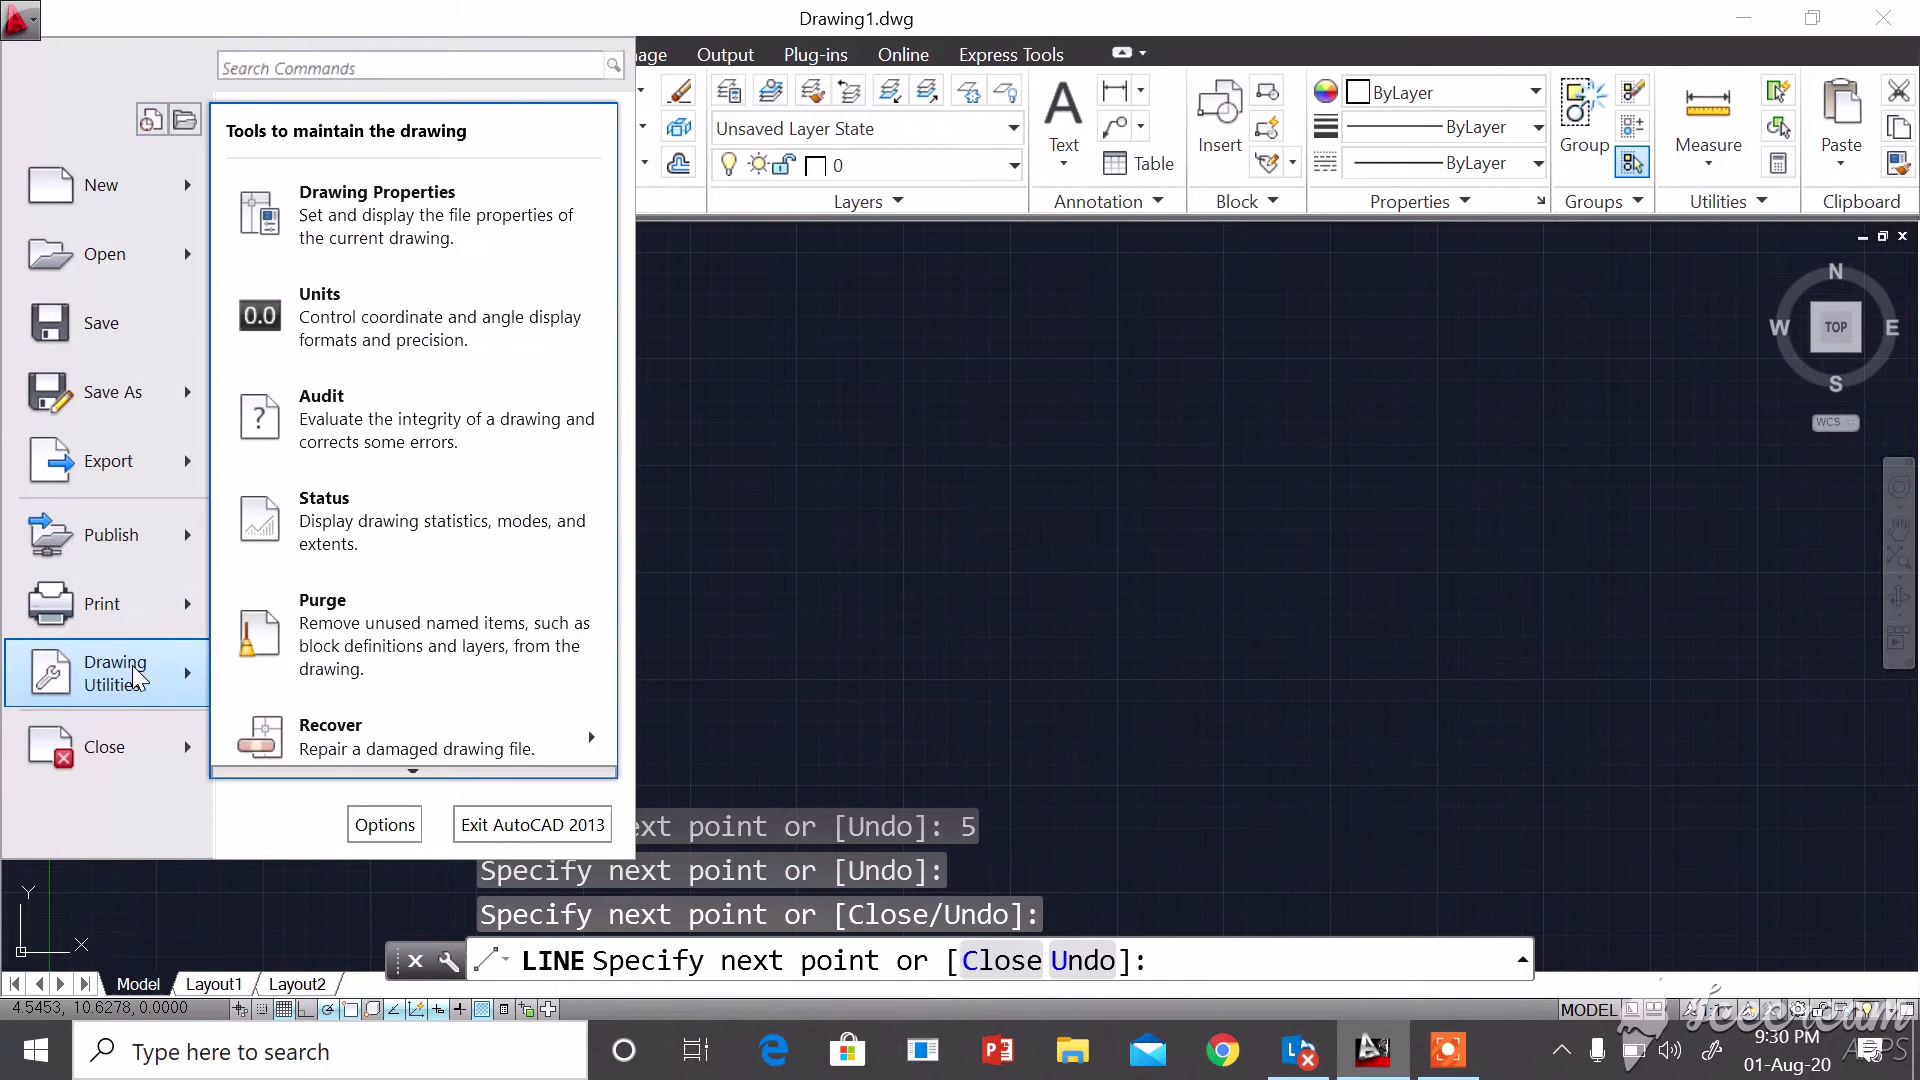 Drawing1.dwg
Search Commands
nage Output Plug-ins Online Express Tools
Tools to maintain the drawing
New
Open
Save
Save As
Export
Publish
Print
Drawing
Utilities
Close
Drawing Properties
Set and display the file properties of
the current drawing.
Units
0.0
Control coordinate and angle display
formats and precision.
Audit
Evaluate the integrity of a drawing and
corrects some errors.
Status
Display drawing statistics, modes, and
extents.
Purge
Remove unused named items, such as
block definitions and layers, from the
drawing.
Recover
Repair a damaged drawing file.
Options Exit AutoCAD 2013
Unsaved Layer State
0
Layers
Text
Table
Annotation
Insert
Block
ByLayer
ByLayer
ByLayer
Properties
Group
Groups
Measure
Utilities
Paste
Clipboard
N
W TOP E
S
WCS
ext point or [Undo]: 5
Specify next point or [Undo]:
Specify next point or [Close/Undo]:
LINE Specify next point or [Close Undo]:
Y
X
Model Layout1 Layout2
4.5453, 10.6278, 0.0000
MODEL
1:1
icecream
APPS
Type here to search
9:30 PM
01-Aug-20